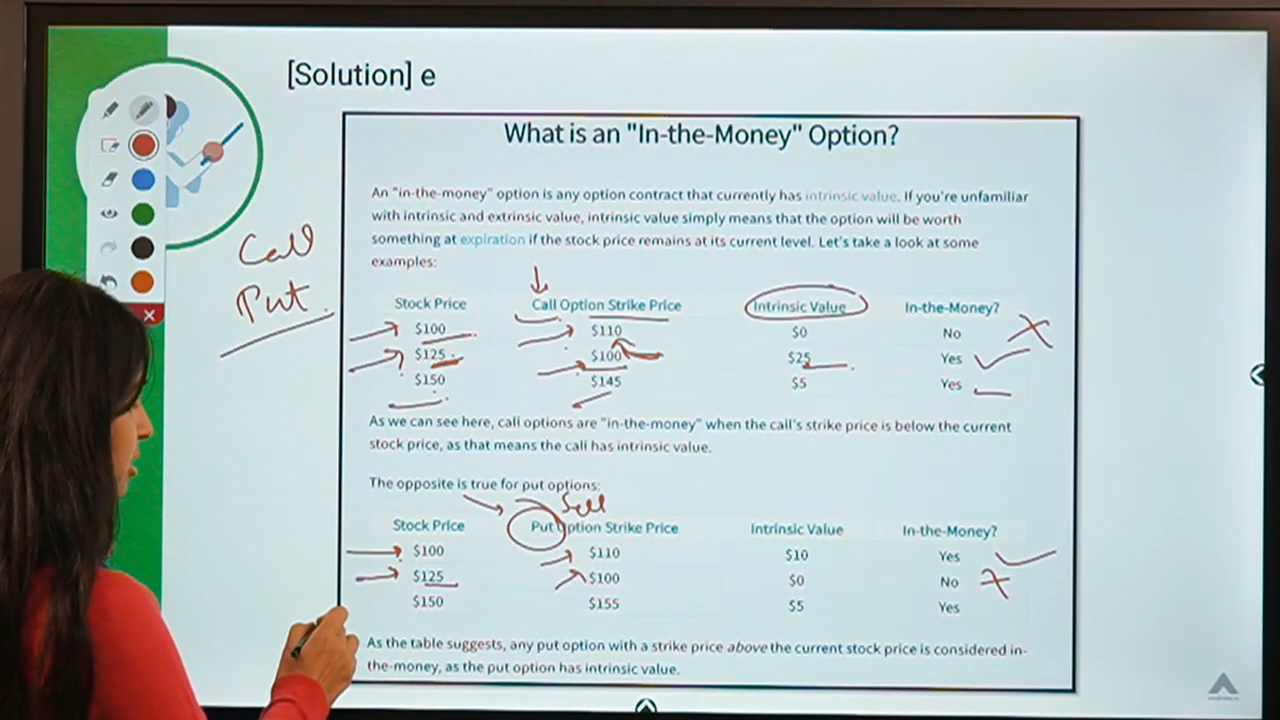 [Solution] e
What is an "In-the-Money" Option?
An "in-the-money" option is any option contract that currently has intrinsic value. If you're unfamiliar
with intrinsic and extrinsic value, intrinsic value simply means that the option will be worth
something at expiration if the stock price remains at its current level. Let's take a look at some
examples:
Call
Put
Stock Price Call Option Strike Price Intrinsic Value In-the-Money?
$100 $110 $0 No
$125 $100 $25 Yes
$150 $145 $5 Yes
As we can see here, call options are "in-the-money" when the call's strike price is below the current
stock price, as that means the call has intrinsic value.
The opposite is true for put options:
Sell
Stock Price Put Option Strike Price Intrinsic Value In-the-Money?
$100 $110 $10 Yes
$125 $100 $0 No
$150 $155 $5 Yes
As the table suggests, any put option with a strike price above the current stock price is considered in-
the-money, as the put option has intrinsic value.